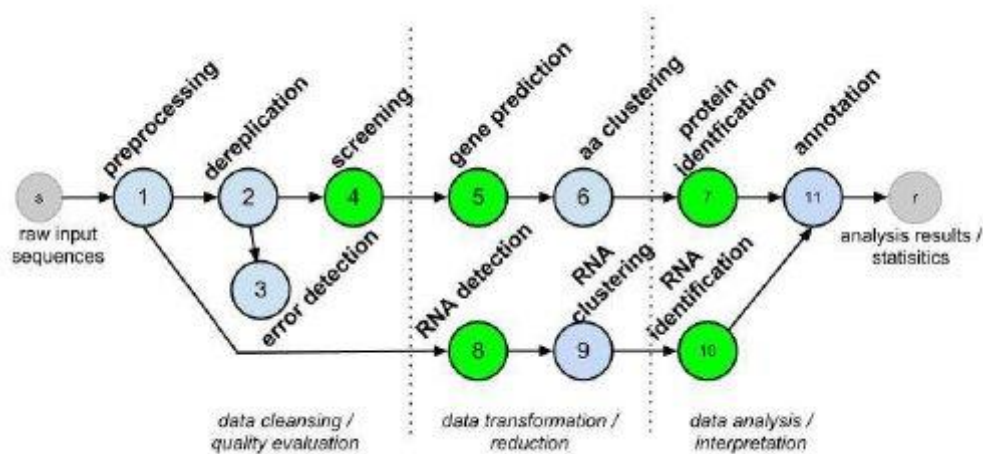 preprocessing
dereplication
screening
gene prediction
aa clustering
protein
identification
annotation
s
1
2
4
5
6
7
11
r
raw input
sequences
analysis results /
statisitics
3
error detection
RNA detection
RNA
clustering
RNA
identification
8
9
10
data cleansing /
quality evaluation
data transformation /
reduction
data analysis /
interpretation